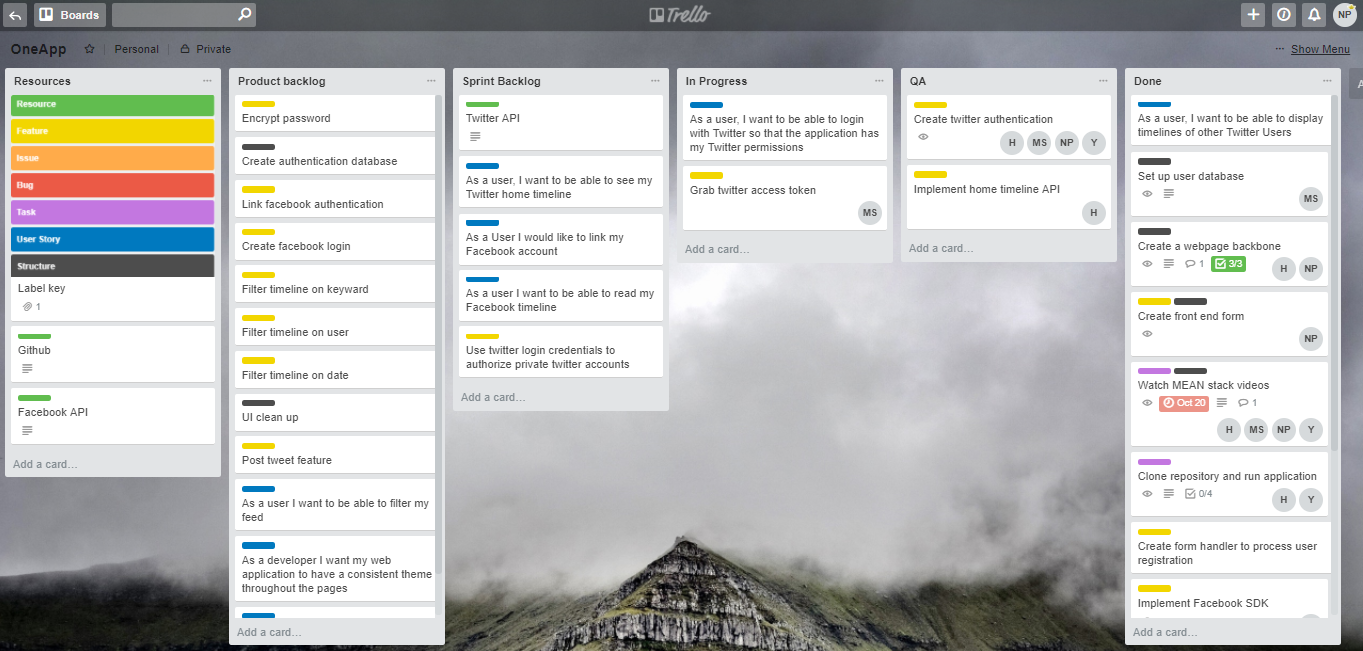 Boards
Trello
NP
OneApp
Personal
Private
... Show Menu
Resources
Resource
Feature
Issue
Bug
Task
User Story
Structure
Label key
1
Github
Facebook API
Add a card...
Product backlog
Encrypt password
Create authentication database
Link facebook authentication
Create facebook login
Filter timeline on keyward
Filter timeline on user
Filter timeline on date
UI clean up
Post tweet feature
As a user I want to be able to filter my
feed
As a developer I want my web
application to have a consistent theme
throughout the pages
Add a card...
Sprint Backlog
Twitter API
As a user, I want to be able to see my
Twitter home timeline
As a User I would like to link my
Facebook account
As a user I want to be able to read my
Facebook timeline
Use twitter login credentials to
authorize private twitter accounts
Add a card...
In Progress
As a user, I want to be able to login
with Twitter so that the application has
my Twitter permissions
Grab twitter access token
MS
Add a card...
QA
Create twitter authentication
H MS NP Y
Implement home timeline API
H
Add a card...
Done
As a user, I want to be able to display
timelines of other Twitter Users
Set up user database
MS
Create a webpage backbone
1 3/3
H NP
Create front end form
NP
Watch MEAN stack videos
Oct 20 1
H MS NP Y
Clone repository and run application
0/4
H Y
Create form handler to process user
registration
Implement Facebook SDK
Add a card...
A